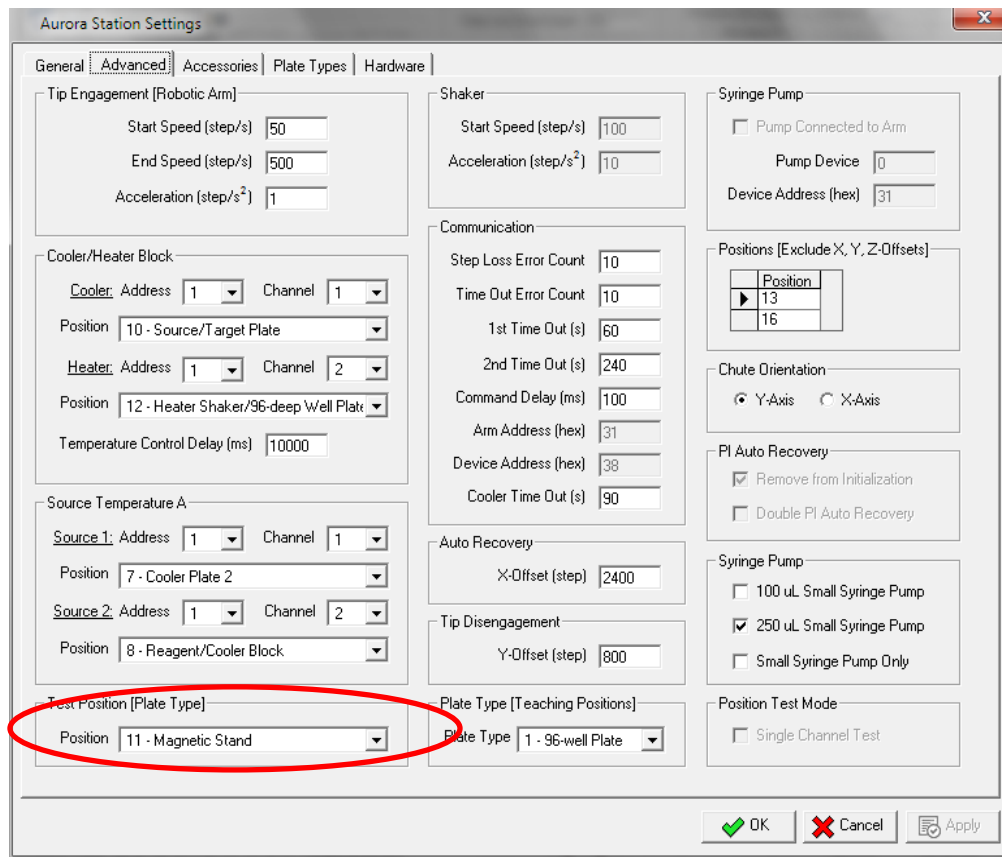 Aurora Station Settings
General
Advanced
Accessories
Plate Types
Hardware
Tip Engagement [Robotic Arm]
Start Speed (step/s) 50
End Speed (step/s) 500
Acceleration (step/s²) 1
Cooler/Heater Block
Cooler: Address 1 Channel 1
Position 10 - Source/Target Plate
Heater: Address 1 Channel 2
Position 12 - Heater Shaker/96-deep Well Plate
Temperature Control Delay (ms) 10000
Source Temperature A
Source 1: Address 1 Channel 1
Position 7 - Cooler Plate 2
Source 2: Address 1 Channel 2
Position 8 - Reagent/Cooler Block
Test Position [Plate Type]
Position 11 - Magnetic Stand
Shaker
Start Speed (step/s) 100
Acceleration (step/s²) 10
Communication
Step Loss Error Count 10
Time Out Error Count 10
1st Time Out (s) 60
2nd Time Out (s) 240
Command Delay (ms) 100
Arm Address (hex) 31
Device Address (hex) 38
Cooler Time Out (s) 90
Auto Recovery
X-Offset (step) 2400
Tip Disengagement
Y-Offset (step) 800
Plate Type [Teaching Positions]
Plate Type 1 - 96-well Plate
Syringe Pump
Pump Connected to Arm
Pump Device 0
Device Address (hex) 31
Positions [Exclude X, Y, Z-Offsets]
Position
13
16
Chute Orientation
Y-Axis X-Axis
PI Auto Recovery
Remove from Initialization
Double PI Auto Recovery
Syringe Pump
100 uL Small Syringe Pump
250 uL Small Syringe Pump
Small Syringe Pump Only
Position Test Mode
Single Channel Test
OK Cancel Apply